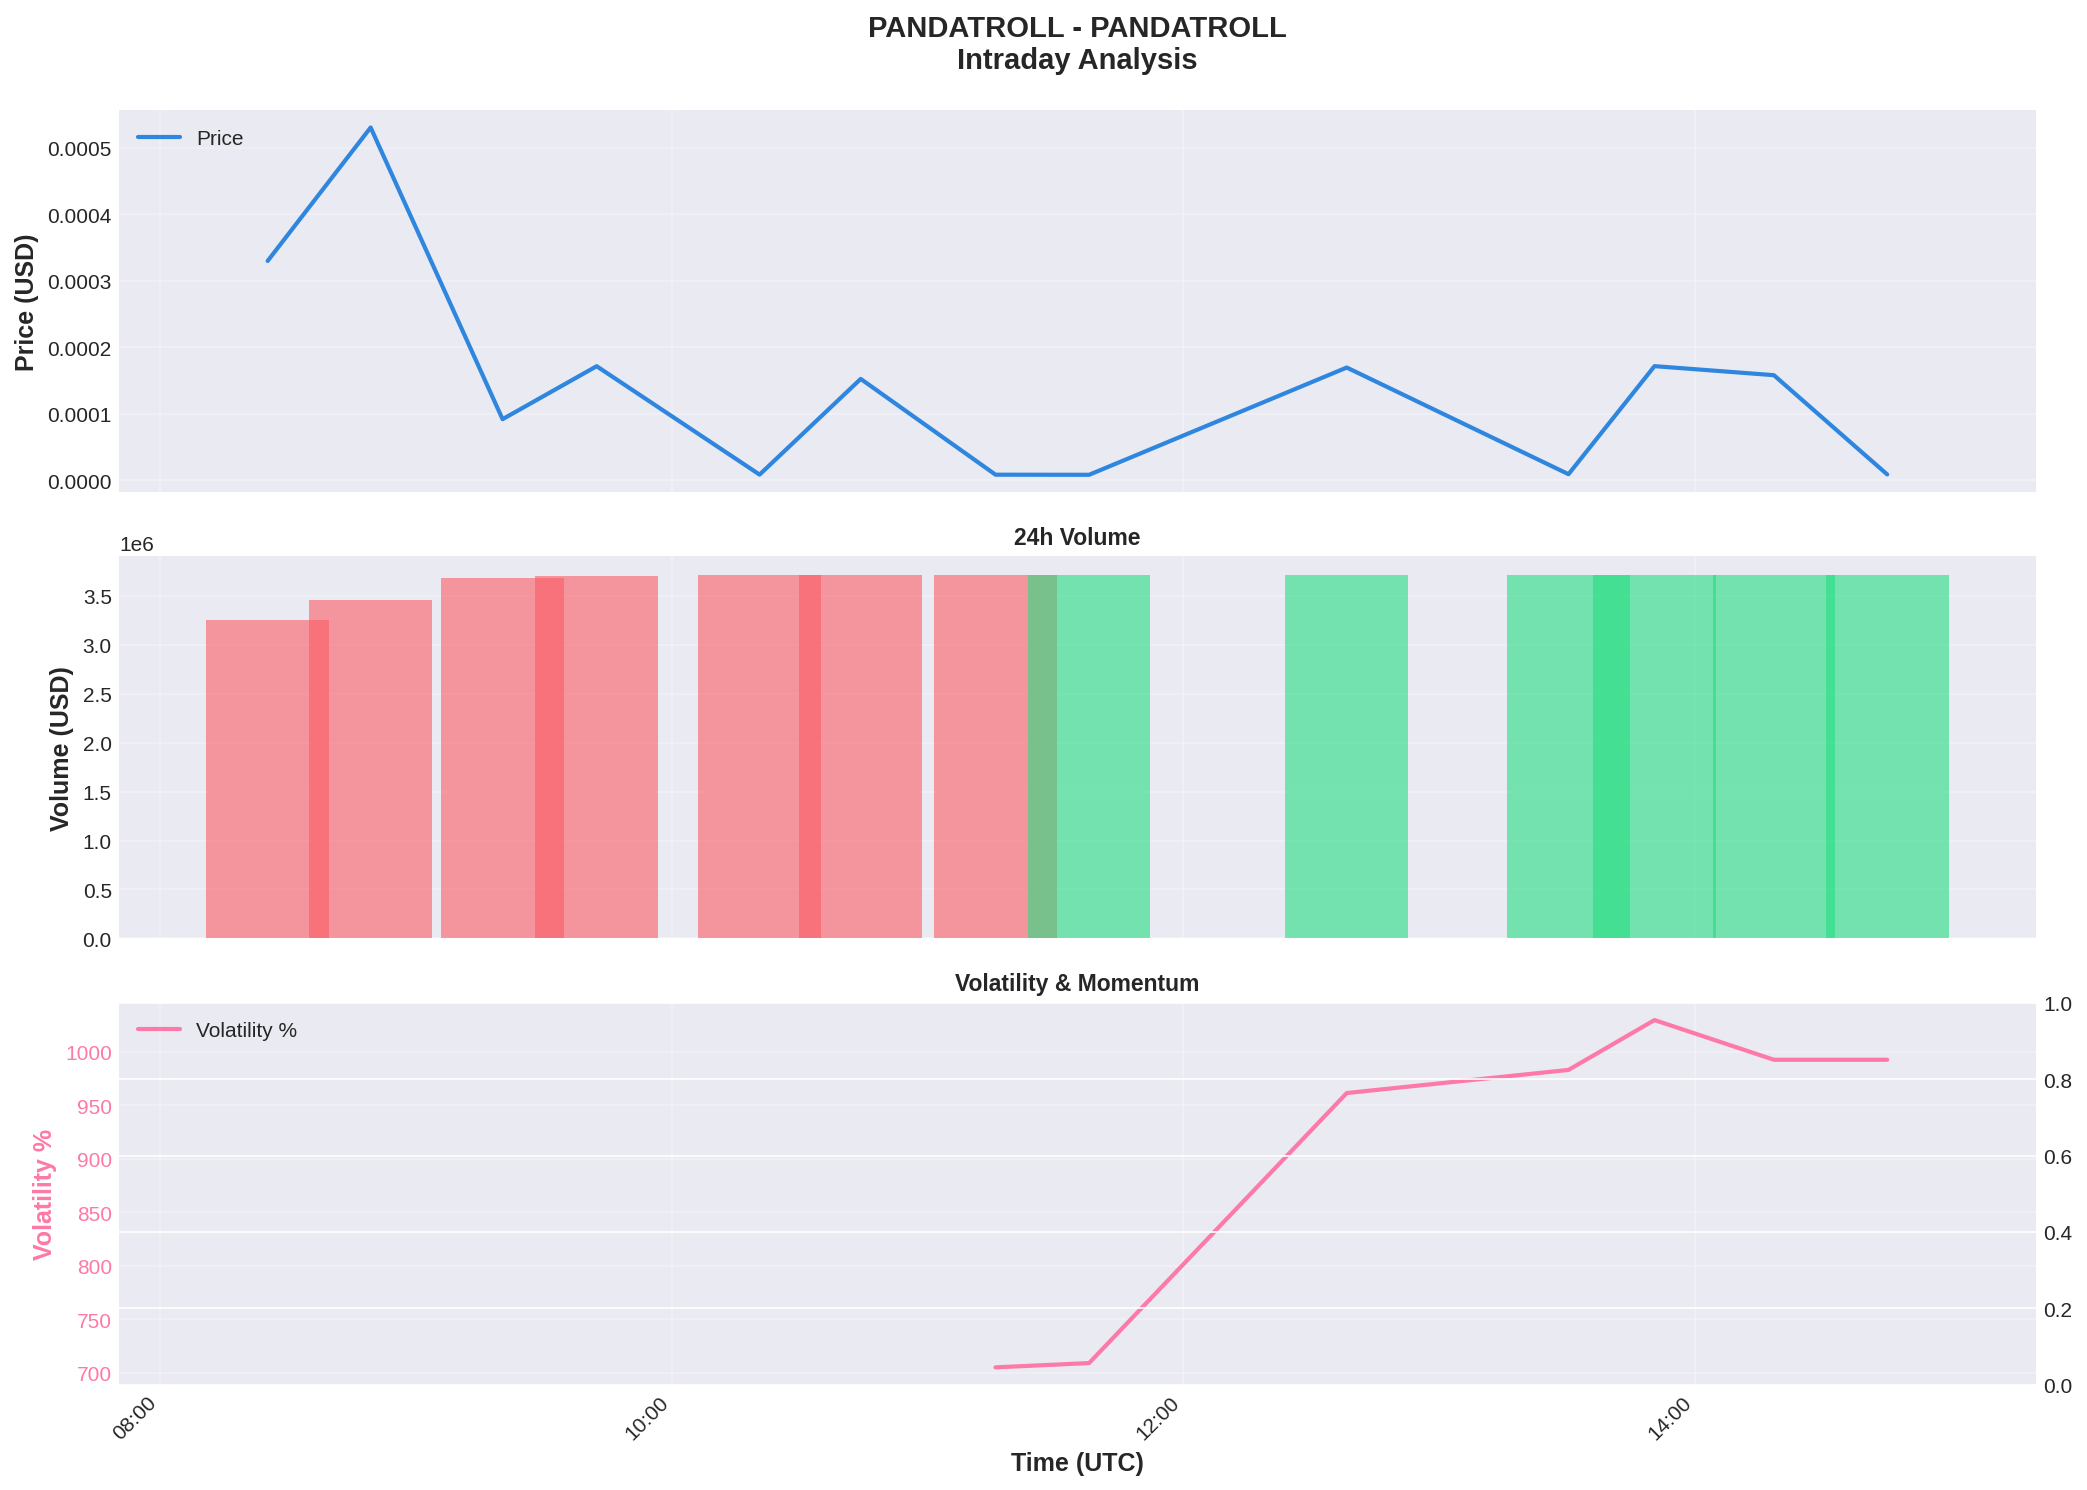 PANDATROLL - PANDATROLL
Intraday Analysis
Price
0.0005
0.0004
0.0003
0.0002
0.0001
0.0000
Price (USD)
24h Volume
1e6
3.5
3.0
2.5
2.0
1.5
1.0
0.5
0.0
Volume (USD)
Volatility & Momentum
Volatility %
1000
950
900
850
800
750
700
Volatility %
1.0
0.8
0.6
0.4
0.2
0.0
08:00
10:00
12:00
14:00
Time (UTC)